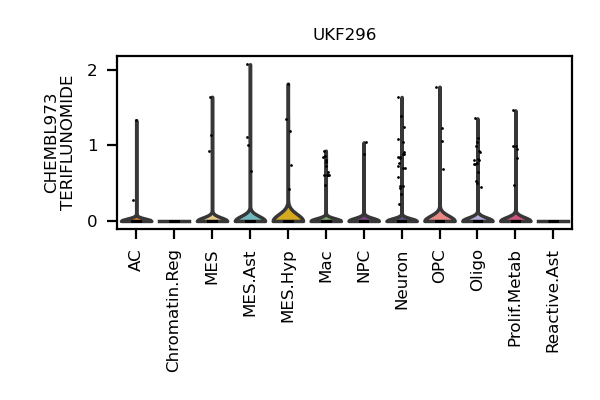 UKF296
CHEMBL973
TERIFLUNOMIDE
2
1
0
AC
Chromatin.Reg
MES
MES.Ast
MES.Hyp
Mac
NPC
Neuron
OPC
Oligo
Prolif.Metab
Reactive.Ast